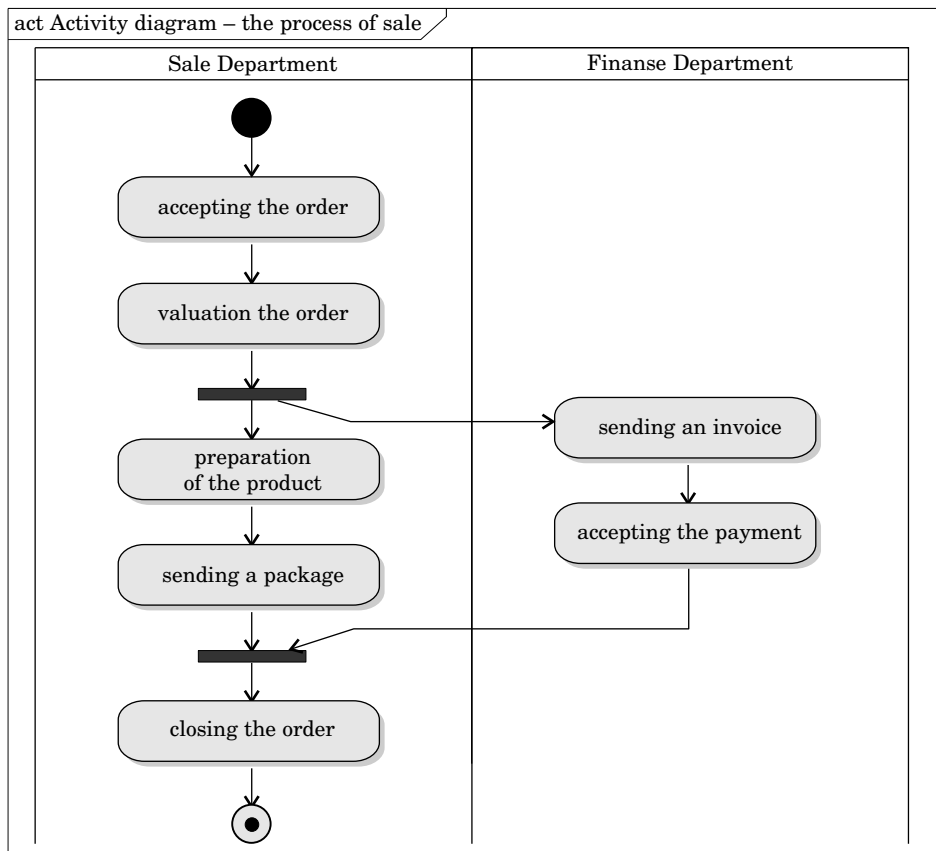 act Activity diagram – the process of sale
Sale Department
Finanse Department
accepting the order
valuation the order
sending an invoice
preparation
of the product
accepting the payment
sending a package
closing the order